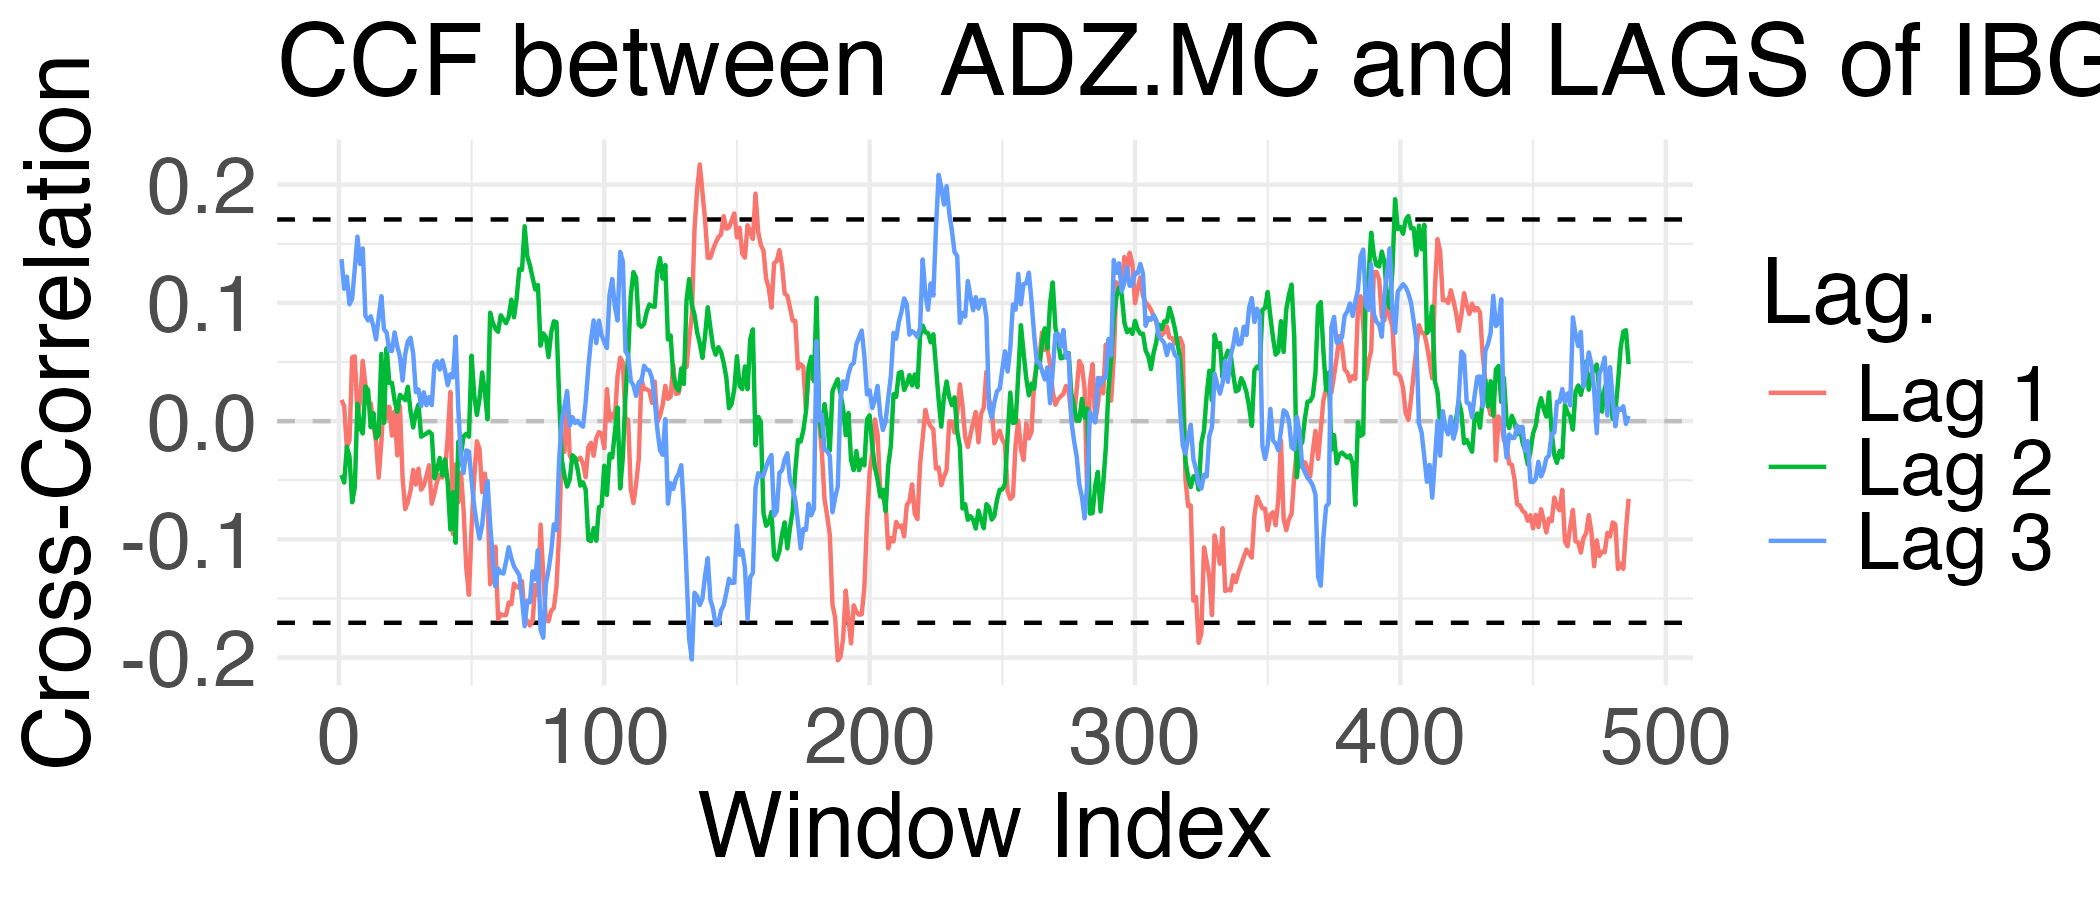 CCF between  ADZ.MC and LAGS of IBG
Cross-Correlation
0.2
0.1
0.0
-0.1
-0.2
0 100 200 300 400 500
Window Index
Lag.
Lag 1
Lag 2
Lag 3